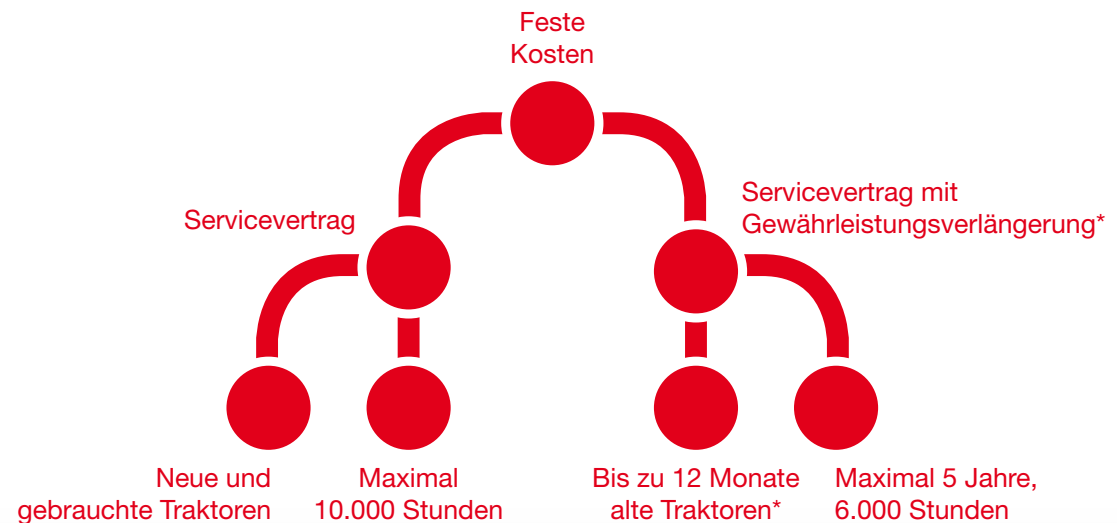 Feste
Kosten
Servicevertrag
Servicevertrag mit
Gewährleistungsverlängerung*
Neue und
gebrauchte Traktoren
Maximal
10.000 Stunden
Bis zu 12 Monate
alte Traktoren*
Maximal 5 Jahre,
6.000 Stunden